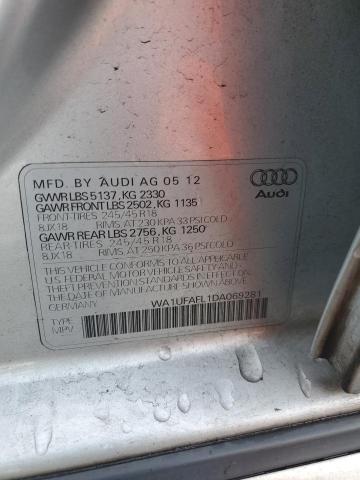 MFD. BY AUDI AG 05 12
GVWR LBS 5137, KG 2330
GAWR FRONT LBS 2502, KG 1135
FRONT-TIRES 245/45 R18
8JX18 RIMS. AT 230 KPA 33 PSI COLD
GAWR REAR LBS 2756, KG 1250
REAR-TIRES 245/45 R18
8JX18 RIMS. AT 250 KPA 36 PSI COLD
Audi
THIS VEHICLE CONFORMS TO ALL APPLICABLE
U.S. FEDERAL MOTOR VEHICLE SAFETY
STANDARDS IN EFFECT ON THE
DATE OF MANUFACTURE SHOWN ABOVE.
GERMANY
WA1UFAFL1DA069281
TYPE
MPV